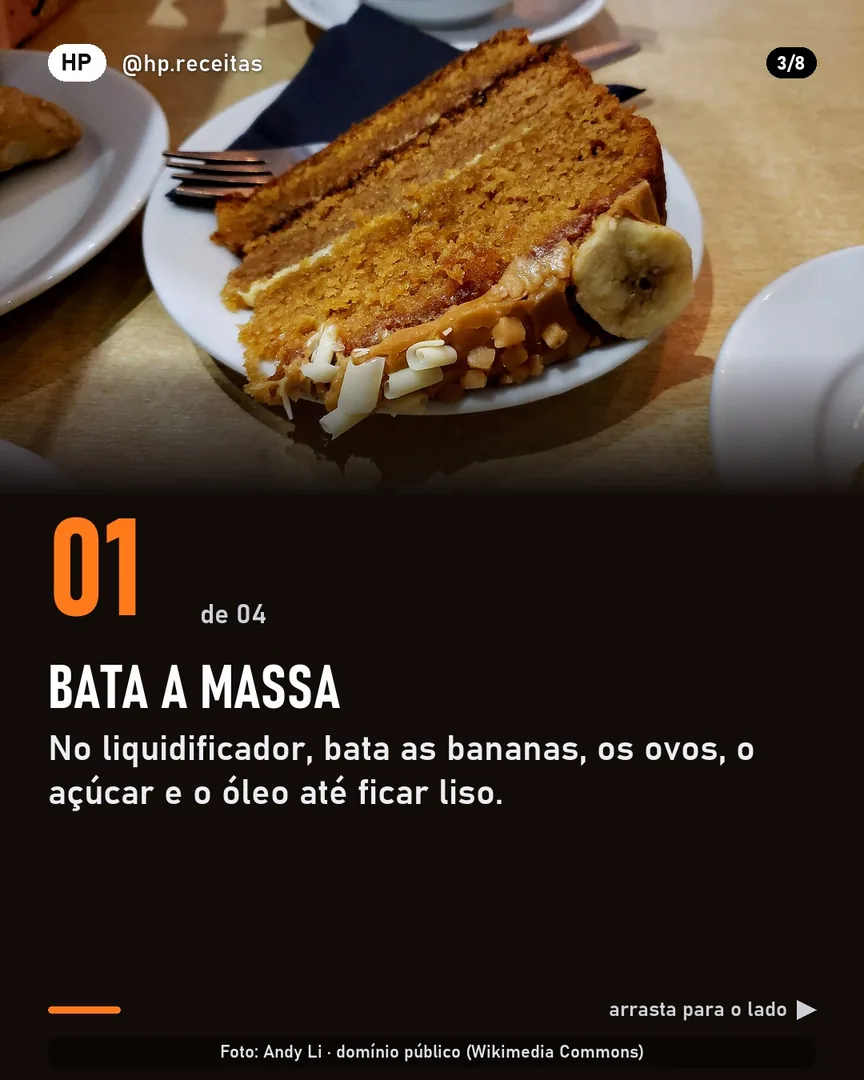 HP @hp.receitas 3/8
01 de 04
BATA A MASSA
No liquidificador, bata as bananas, os ovos, o
açúcar e o óleo até ficar liso.
arrasta para o lado ▶
Foto: Andy Li · domínio público (Wikimedia Commons)